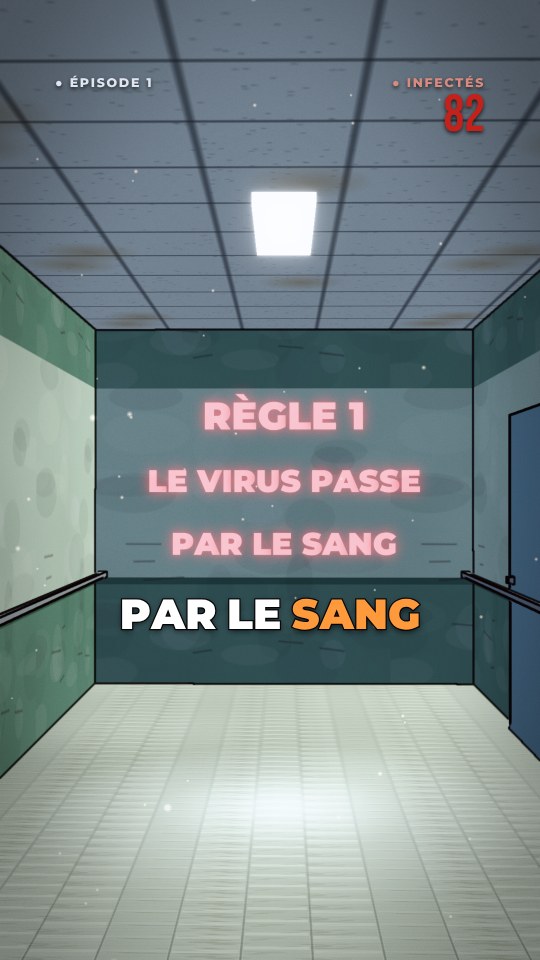 • ÉPISODE 1
• INFECTÉS
82
RÈGLE 1
LE VIRUS PASSE
PAR LE SANG
PAR LE SANG